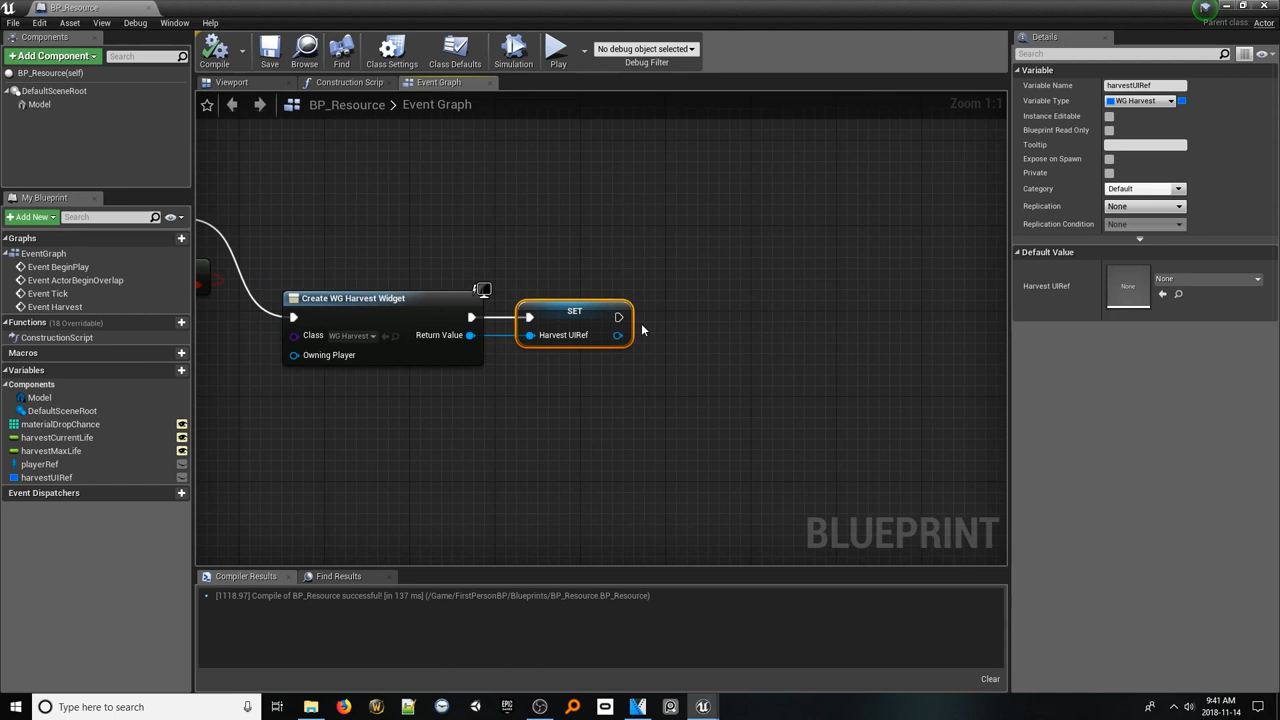 BP_Resource
File Edit Asset View Debug Window Help
Parent class: Actor
Components
+ Add Component
Search
BP_Resource(self)
DefaultSceneRoot
Model
My Blueprint
+ Add New
Search
Graphs
EventGraph
Event BeginPlay
Event ActorBeginOverlap
Event Tick
Event Harvest
Functions (18 Overridable)
ConstructionScript
Macros
Variables
Components
Model
DefaultSceneRoot
materialDropChance
harvestCurrentLife
harvestMaxLife
playerRef
harvestUIRef
Event Dispatchers
Compile
Save
Browse
Find
Class Settings
Class Defaults
Simulation
Play
No debug object selected
Debug Filter
Viewport
Construction Scrip
Event Graph
BP_Resource > Event Graph
Zoom 1:1
Create WG Harvest Widget
Class WG Harvest
Return Value
Owning Player
SET
Harvest UIRef
BLUEPRINT
Compiler Results
Find Results
[1118.97] Compile of BP_Resource successful! [in 137 ms] (/Game/FirstPersonBP/Blueprints/BP_Resource.BP_Resource)
Clear
Details
Search
Variable
Variable Name harvestUIRef
Variable Type WG Harvest
Instance Editable
Blueprint Read Only
Tooltip
Expose on Spawn
Private
Category Default
Replication None
Replication Condition None
Default Value
Harvest UIRef None None
Type here to search
9:41 AM
2018-11-14